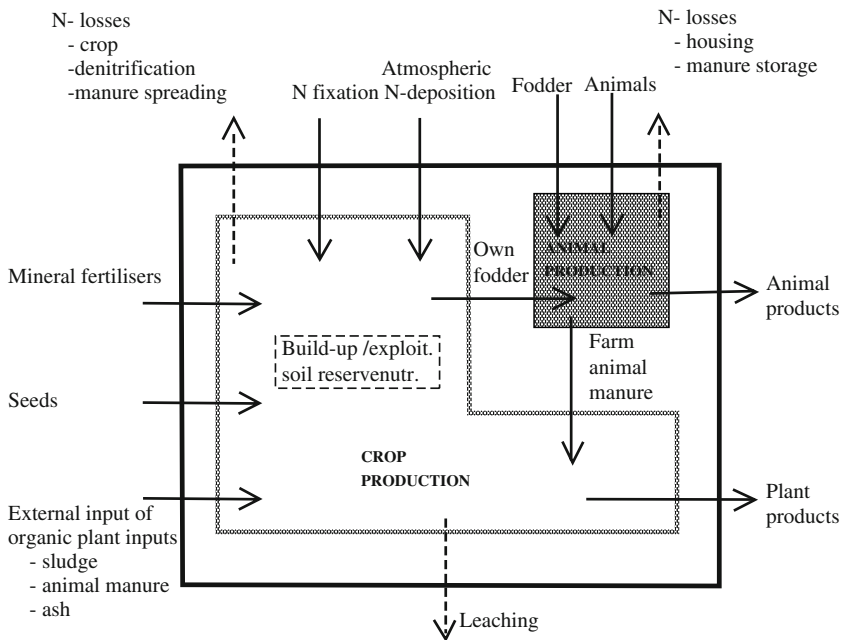 N- losses
- crop
-denitrification
-manure spreading
N fixation
Atmospheric
N-deposition
Fodder
Animals
N- losses
- housing
- manure storage
Mineral fertilisers
Own
fodder
ANIMAL
PRODUCTION
Animal
products
Build-up /exploit.
soil reservenutr.
Farm
animal
manure
Seeds
CROP
PRODUCTION
Plant
products
External input of
organic plant inputs
- sludge
- animal manure
- ash
Leaching